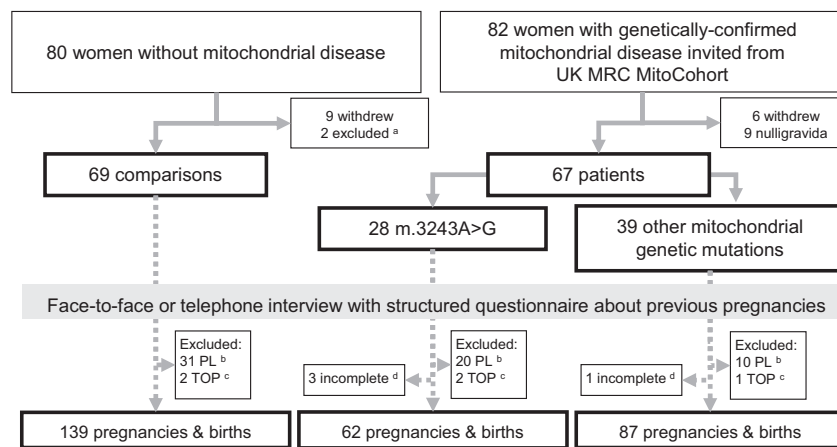 80 women without mitochondrial disease
82 women with genetically-confirmed
mitochondrial disease invited from
UK MRC MitoCohort
9 withdrew
2 excluded a
6 withdrew
9 nulligravida
69 comparisons
67 patients
28 m.3243A>G
39 other mitochondrial
genetic mutations
Face-to-face or telephone interview with structured questionnaire about previous pregnancies
Excluded:
31 PL b
2 TOP c
3 incomplete d
Excluded:
20 PL b
2 TOP c
1 incomplete d
Excluded:
10 PL b
1 TOP c
139 pregnancies & births
62 pregnancies & births
87 pregnancies & births